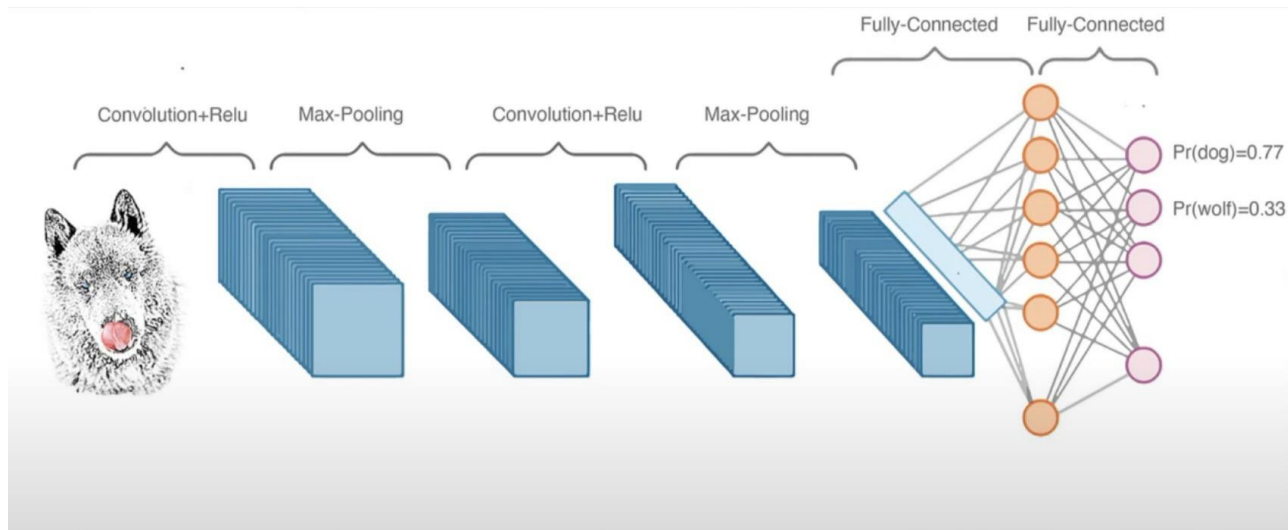 Fully-Connected
Fully-Connected
Convolution+Relu
Max-Pooling
Convolution+Relu
Max-Pooling
Pr(dog)=0.77
Pr(wolf)=0.33